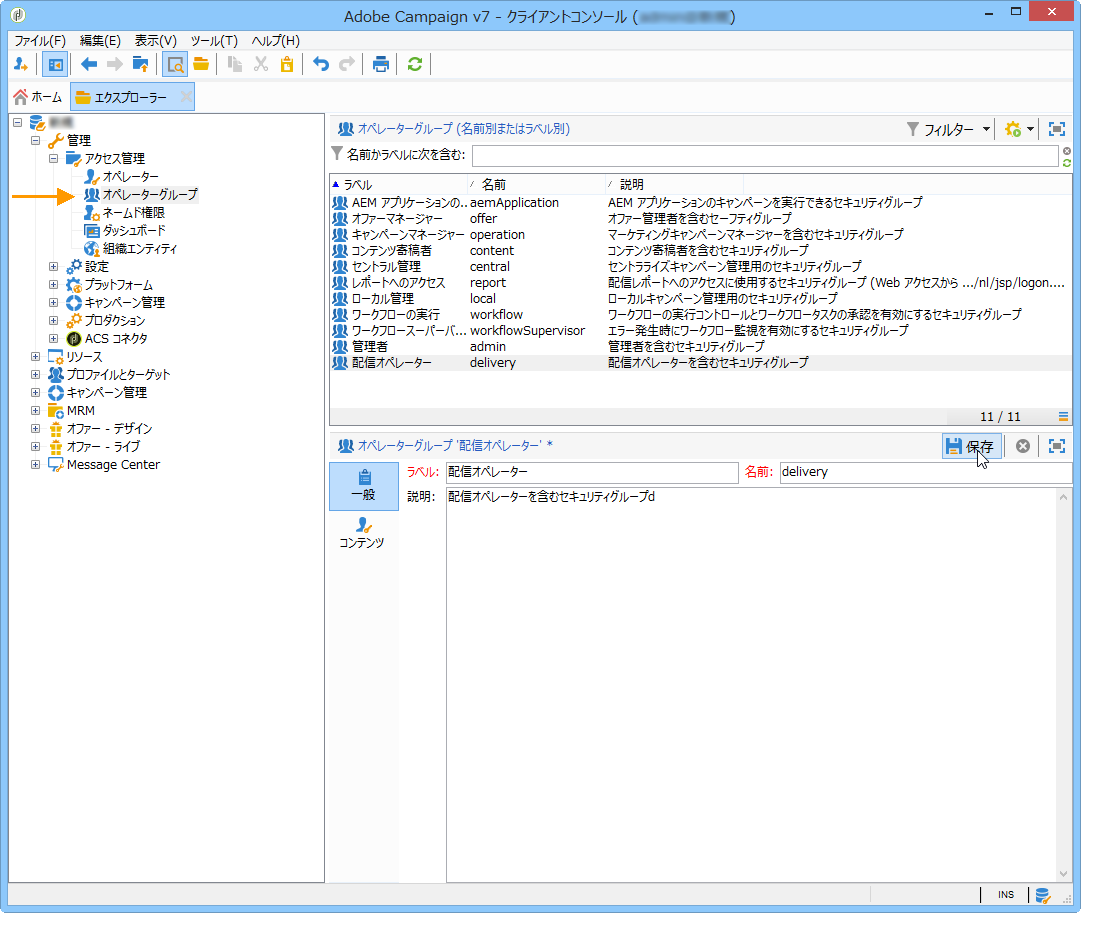 Adobe Campaign v7 - クライアントコンソール ( )
ファイル(F) 編集(E) 表示(V) ツール(T) ヘルプ(H)
ホーム エクスプローラー
管理
アクセス管理
オペレーター
オペレーターグループ
ネームド権限
ダッシュボード
組織エンティティ
設定
プラットフォーム
キャンペーン管理
プロダクション
ACS コネクタ
リソース
プロファイルとターゲット
キャンペーン管理
MRM
オファー - デザイン
オファー - ライブ
Message Center
オペレーターグループ (名前別またはラベル別) フィルター
名前かラベルに次を含む:
ラベル 名前 説明
AEM アプリケーションの.. aemApplication AEM アプリケーションのキャンペーンを実行できるセキュリティグループ
オファーマネージャー offer オファー管理者を含むセーフティグループ
キャンペーンマネージャー operation マーケティングキャンペーンマネージャーを含むセキュリティグループ
コンテンツ寄稿者 content コンテンツ寄稿者を含むセキュリティグループ
セントラル管理 central セントラライズキャンペーン管理用のセキュリティグループ
レポートへのアクセス report 配信レポートへのアクセスに使用するセキュリティグループ (Web アクセスから .../nl/jsp/logon....
ローカル管理 local ローカルキャンペーン管理用のセキュリティグループ
ワークフローの実行 workflow ワークフローの実行コントロールとワークフロータスクの承認を有効にするセキュリティグループ
ワークフロースーパーバ... workflowSupervisor エラー発生時にワークフロー監視を有効にするセキュリティグループ
管理者 admin 管理者を含むセキュリティグループ
配信オペレーター delivery 配信オペレーターを含むセキュリティグループ
11 / 11
オペレーターグループ '配信オペレーター' * 保存
一般
コンテンツ
ラベル: 配信オペレーター 名前: delivery
説明: 配信オペレーターを含むセキュリティグループd
INS